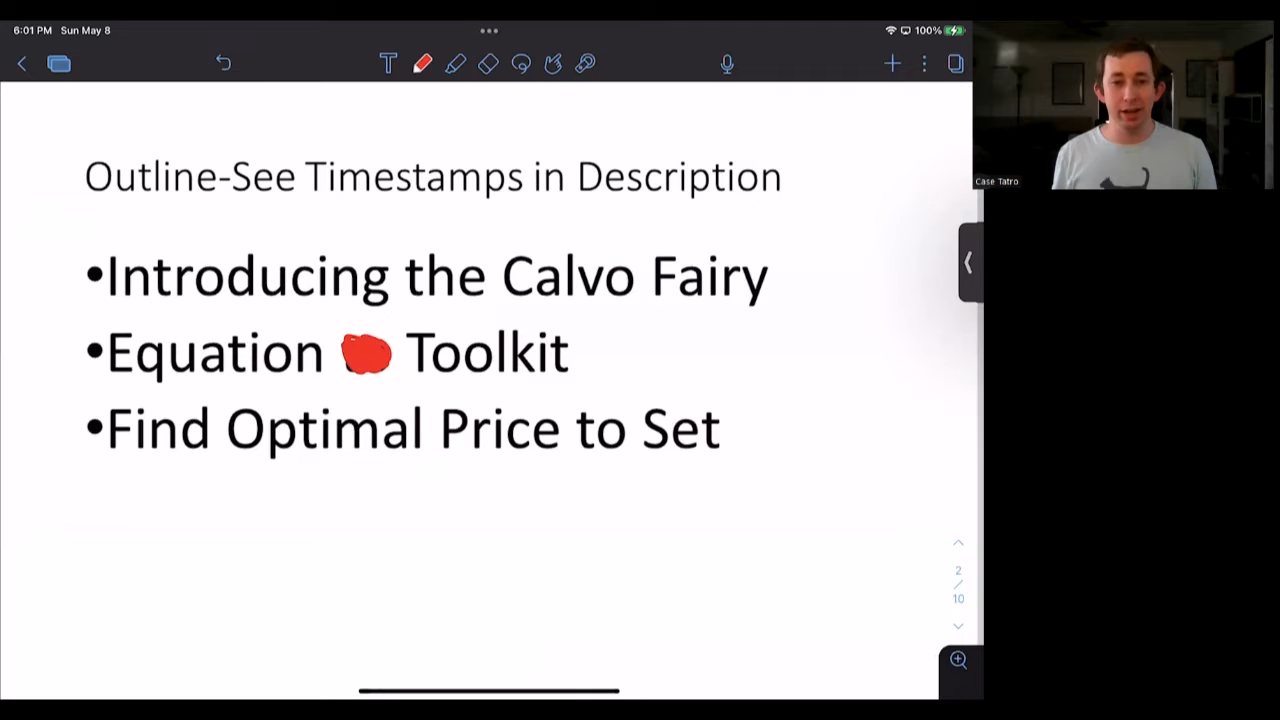 6:01 PM Sun May 8
100%
Outline-See Timestamps in Description
•Introducing the Calvo Fairy
•Equation Toolkit
•Find Optimal Price to Set
Case Tatro
2
/
10